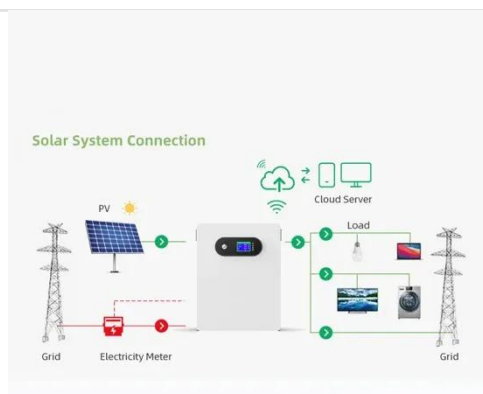 Solar System Connection
Cloud Server
PV
Load
Grid
Electricity Meter
Grid